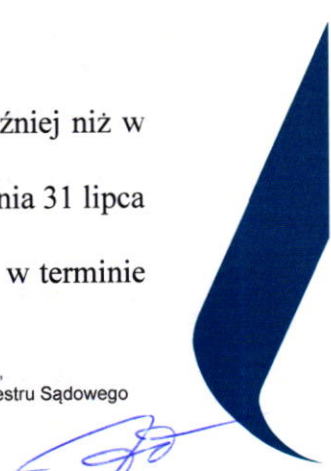 źniej niż w
nia 31 lipca
w terminie
,
estru Sądowego